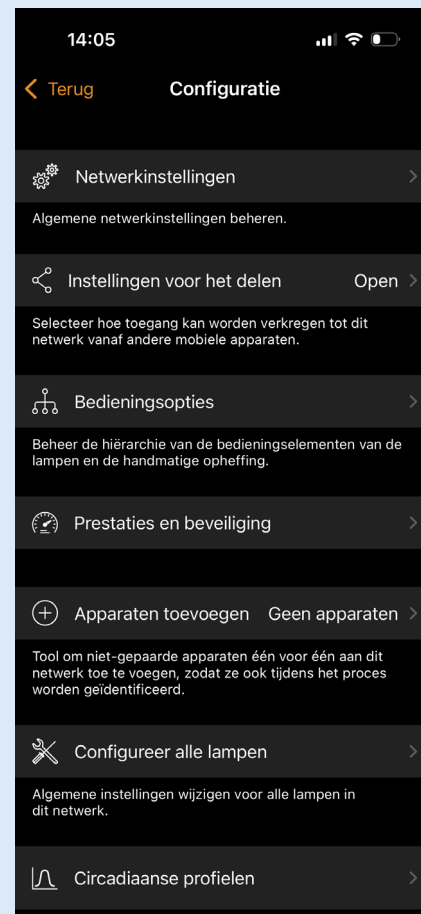 14:05
Terug
Configuratie
Netwerkinstellingen
Algemene netwerkinstellingen beheren.
Instellingen voor het delen Open
Selecteer hoe toegang kan worden verkregen tot dit
netwerk vanaf andere mobiele apparaten.
Bedieningsopties
Beheer de hiërarchie van de bedieningselementen van de
lampen en de handmatige opheffing.
Prestaties en beveiliging
Apparaten toevoegen Geen apparaten
Tool om niet-gepaarde apparaten één voor één aan dit
netwerk toe te voegen, zodat ze ook tijdens het proces
worden geïdentificeerd.
Configureer alle lampen
Algemene instellingen wijzigen voor alle lampen in
dit netwerk.
Circadiaanse profielen